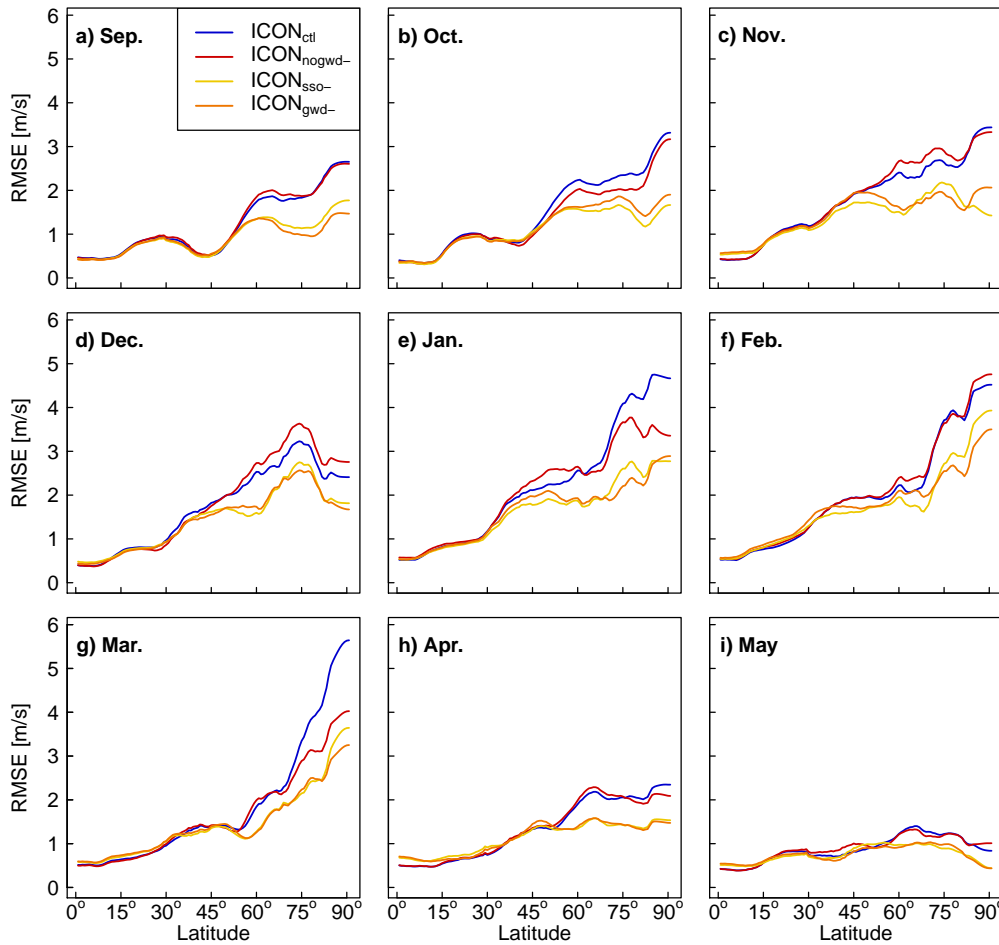 a) Sep.
ICONctl
ICONnogwd−
ICONsso−
ICONgwd−
b) Oct.
c) Nov.
RMSE [m/s]
6
5
4
3
2
1
0
d) Dec.
e) Jan.
f) Feb.
RMSE [m/s]
6
5
4
3
2
1
0
g) Mar.
h) Apr.
i) May
RMSE [m/s]
6
5
4
3
2
1
0
0° 15° 30° 45° 60° 75° 90°
0° 15° 30° 45° 60° 75° 90°
0° 15° 30° 45° 60° 75° 90°
Latitude
Latitude
Latitude